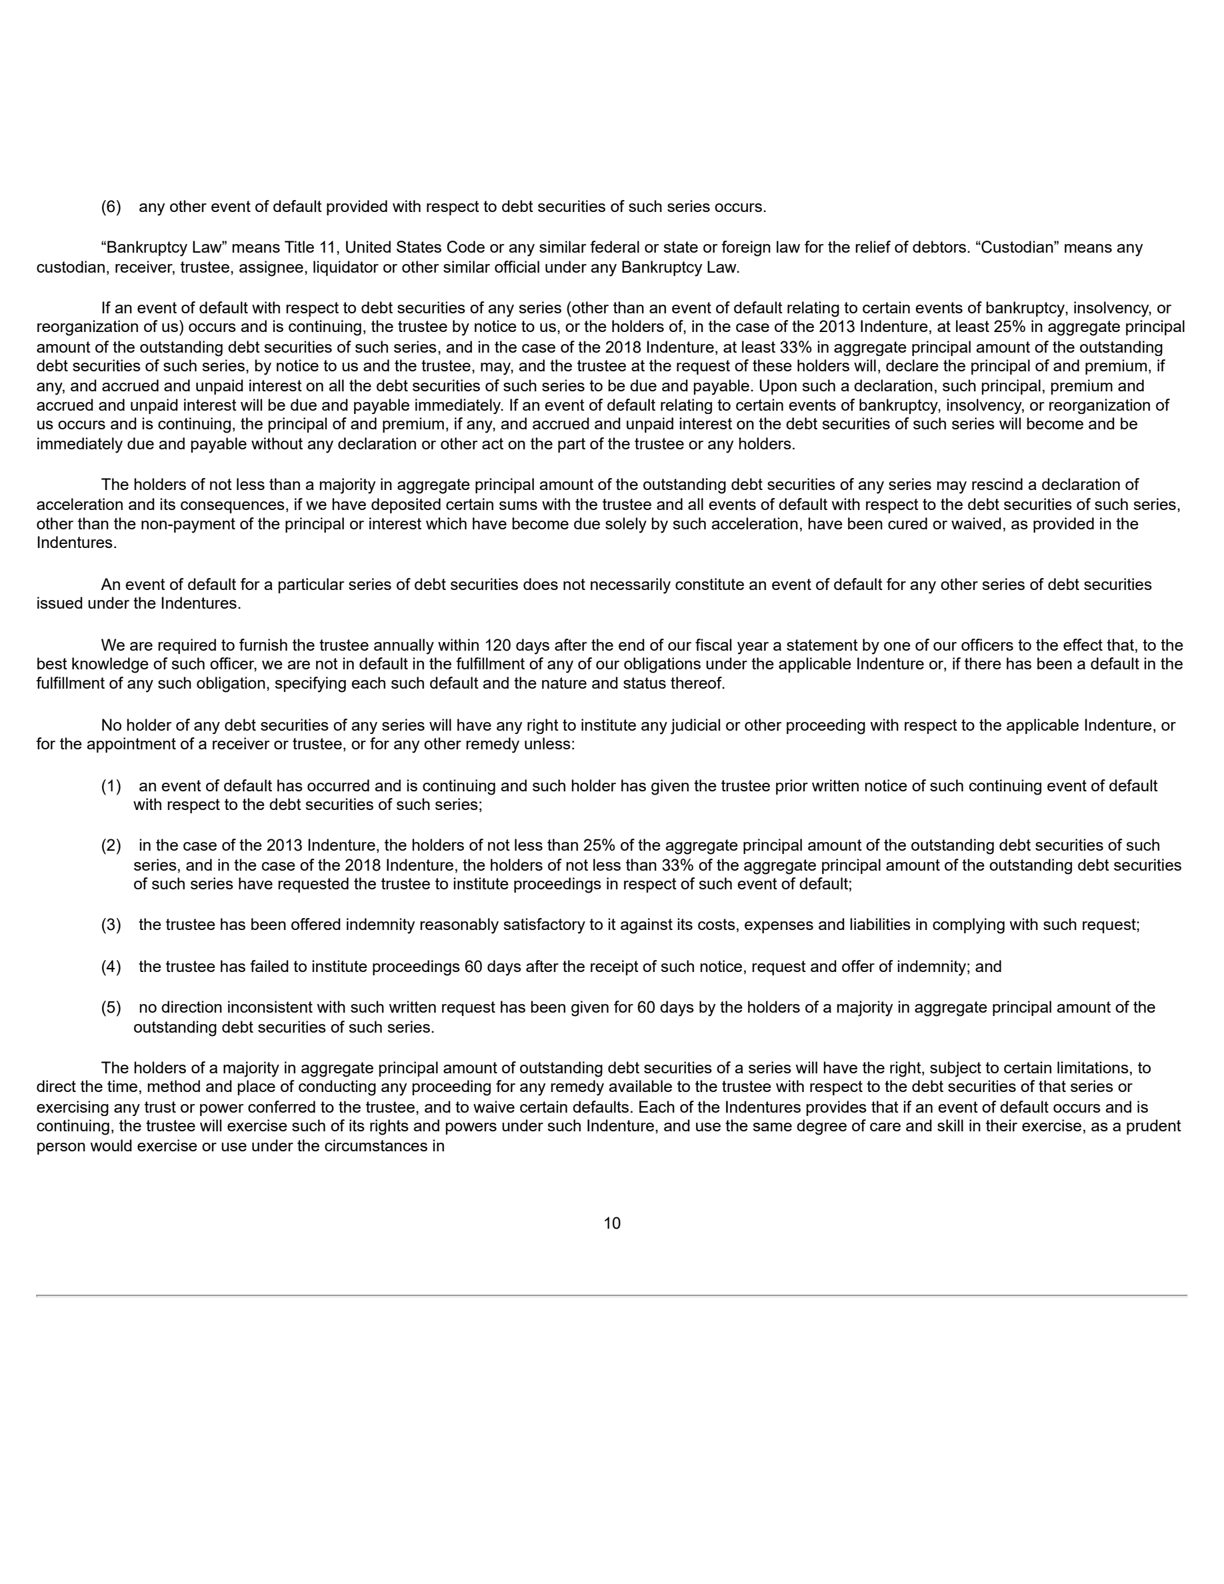 (6) any other event of default provided with respect to debt securities of such series occurs.
“Bankruptcy Law” means Title 11, United States Code or any similar federal or state or foreign law for the relief of debtors. “Custodian” means any
custodian, receiver, trustee, assignee, liquidator or other similar official under any Bankruptcy Law.
If an event of default with respect to debt securities of any series (other than an event of default relating to certain events of bankruptcy, insolvency, or
reorganization of us) occurs and is continuing, the trustee by notice to us, or the holders of, in the case of the 2013 Indenture, at least 25% in aggregate principal
amount of the outstanding debt securities of such series, and in the case of the 2018 Indenture, at least 33% in aggregate principal amount of the outstanding
debt securities of such series, by notice to us and the trustee, may, and the trustee at the request of these holders will, declare the principal of and premium, if
any, and accrued and unpaid interest on all the debt securities of such series to be due and payable. Upon such a declaration, such principal, premium and
accrued and unpaid interest will be due and payable immediately. If an event of default relating to certain events of bankruptcy, insolvency, or reorganization of
us occurs and is continuing, the principal of and premium, if any, and accrued and unpaid interest on the debt securities of such series will become and be
immediately due and payable without any declaration or other act on the part of the trustee or any holders.
The holders of not less than a majority in aggregate principal amount of the outstanding debt securities of any series may rescind a declaration of
acceleration and its consequences, if we have deposited certain sums with the trustee and all events of default with respect to the debt securities of such series,
other than the non-payment of the principal or interest which have become due solely by such acceleration, have been cured or waived, as provided in the
Indentures.
An event of default for a particular series of debt securities does not necessarily constitute an event of default for any other series of debt securities
issued under the Indentures.
We are required to furnish the trustee annually within 120 days after the end of our fiscal year a statement by one of our officers to the effect that, to the
best knowledge of such officer, we are not in default in the fulfillment of any of our obligations under the applicable Indenture or, if there has been a default in the
fulfillment of any such obligation, specifying each such default and the nature and status thereof.
No holder of any debt securities of any series will have any right to institute any judicial or other proceeding with respect to the applicable Indenture, or
for the appointment of a receiver or trustee, or for any other remedy unless:
(1) an event of default has occurred and is continuing and such holder has given the trustee prior written notice of such continuing event of default
with respect to the debt securities of such series;
(2) in the case of the 2013 Indenture, the holders of not less than 25% of the aggregate principal amount of the outstanding debt securities of such
series, and in the case of the 2018 Indenture, the holders of not less than 33% of the aggregate principal amount of the outstanding debt securities
of such series have requested the trustee to institute proceedings in respect of such event of default;
(3) the trustee has been offered indemnity reasonably satisfactory to it against its costs, expenses and liabilities in complying with such request;
(4) the trustee has failed to institute proceedings 60 days after the receipt of such notice, request and offer of indemnity; and
(5) no direction inconsistent with such written request has been given for 60 days by the holders of a majority in aggregate principal amount of the
outstanding debt securities of such series.
The holders of a majority in aggregate principal amount of outstanding debt securities of a series will have the right, subject to certain limitations, to
direct the time, method and place of conducting any proceeding for any remedy available to the trustee with respect to the debt securities of that series or
exercising any trust or power conferred to the trustee, and to waive certain defaults. Each of the Indentures provides that if an event of default occurs and is
continuing, the trustee will exercise such of its rights and powers under such Indenture, and use the same degree of care and skill in their exercise, as a prudent
person would exercise or use under the circumstances in
10